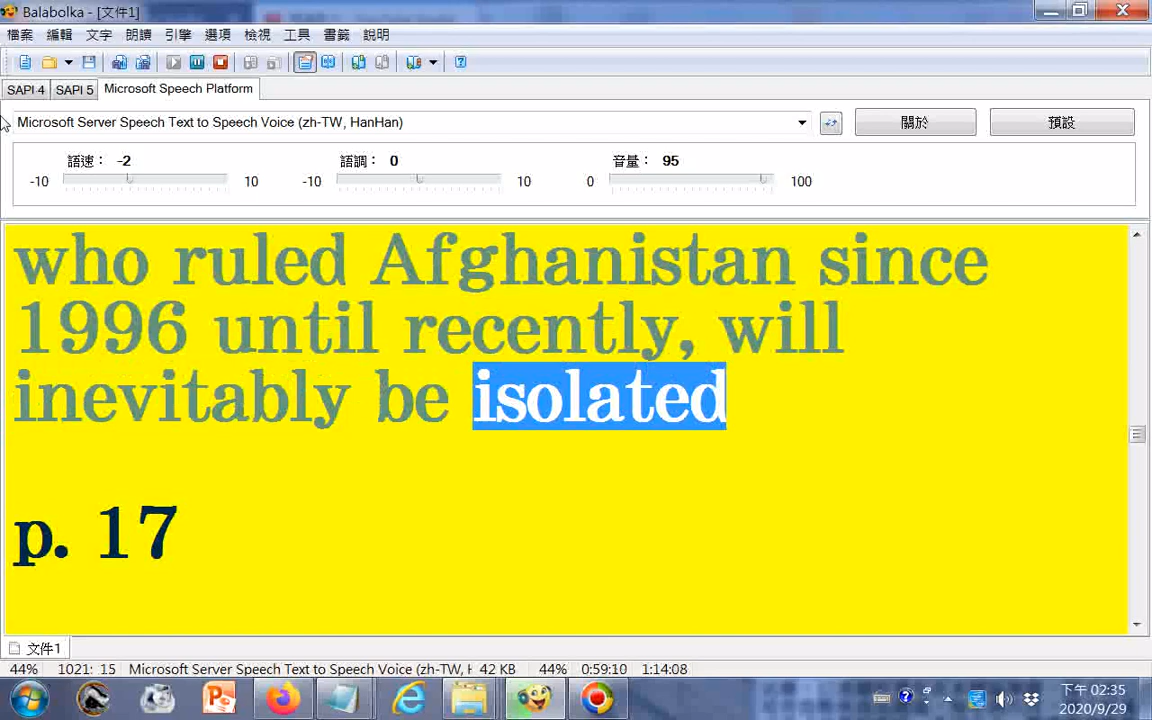 Balabolka - [文件1]
檔案 編輯 文字 朗讀 引擎 選項 檢視 工具 書籤 說明
SAPI 4 SAPI 5 Microsoft Speech Platform
Microsoft Server Speech Text to Speech Voice (zh-TW, HanHan) 關於 預設
語速： -2 語調： 0 音量： 95
-10 10 -10 10 0 100
who ruled Afghanistan since
1996 until recently, will
inevitably be isolated
p. 17
文件1
44% 1021: 15 Microsoft Server Speech Text to Speech Voice (zh-TW, 42 KB 44% 0:59:10 1:14:08
下午 02:35
2020/9/29